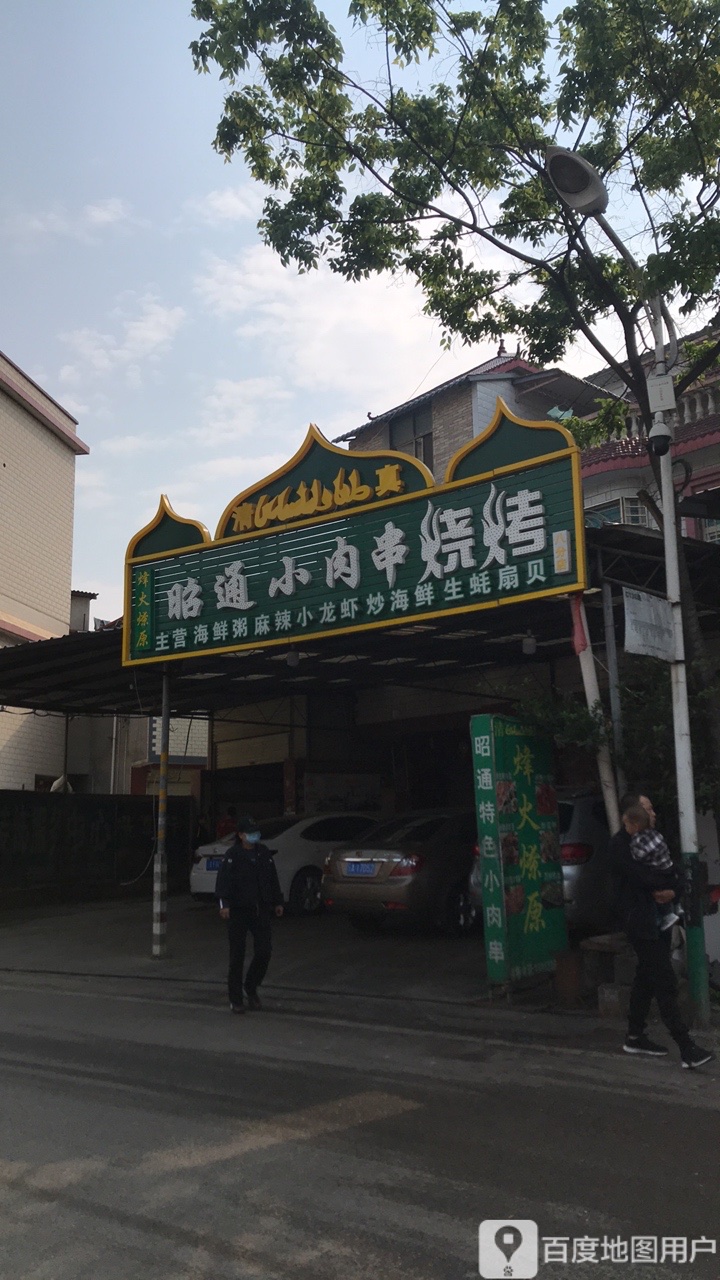 清 真
烽火燎原
昭通小肉串烧烤
主营海鲜粥麻辣小龙虾炒海鲜生蚝扇贝
昭通特色小肉串
烽火燎原
百度地图用户